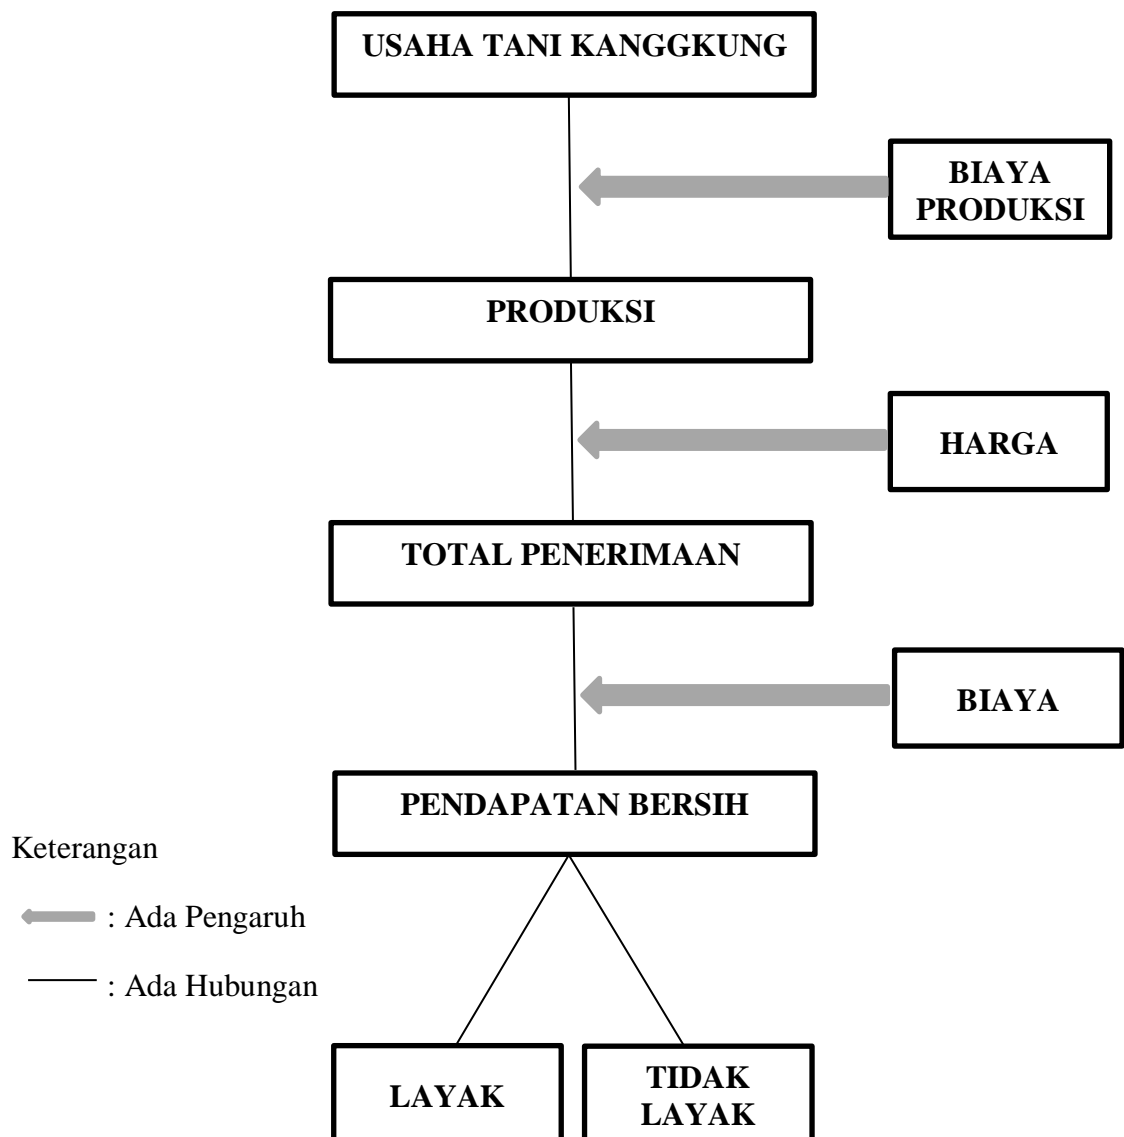 USAHA TANI KANGGKUNG
BIAYA
PRODUKSI
PRODUKSI
HARGA
TOTAL PENERIMAAN
BIAYA
PENDAPATAN BERSIH
Keterangan
: Ada Pengaruh
: Ada Hubungan
LAYAK
TIDAK
LAYAK